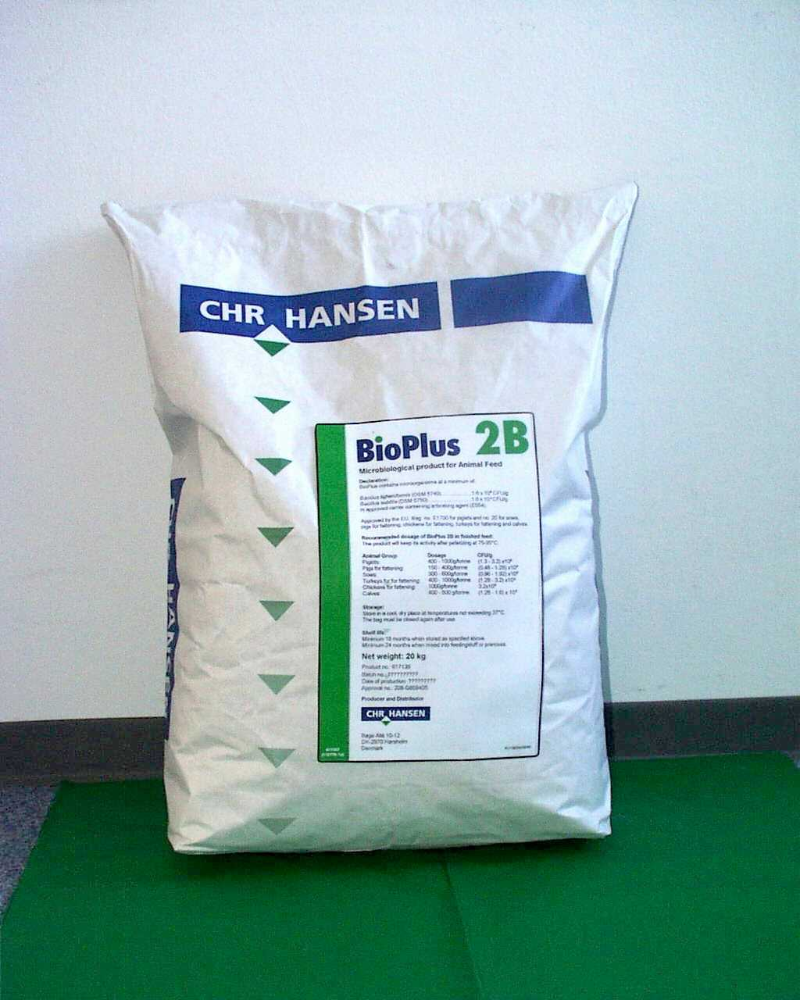 CHR HANSEN
BioPlus 2B
Microbiological product for Animal Feed
Declaration:
BioPlus contains microorganisms at a minimum of:
Bacillus licheniformis (DSM 5749) 1.6 x 10⁹ CFU/g
Bacillus subtilis (DSM 5750) 1.6 x 10⁹ CFU/g
in approved carrier containing anticaking agent (E554).
Approved by the EU. Reg. no. E1700 for piglets and no. 20 for sows,
pigs for fattening, chickens for fattening, turkeys for fattening and calves.
Recommended dosage of BioPlus 2B in finished feed:
The product will keep its activity after pelletizing at
Animal Group Dosage CFU/g
Piglets: 400 - 1000g/tonne (1.3 - 3.2) x10⁶
Pigs for fattening: 150 - 400g/tonne (0.48 - 1.28) x10⁶
Sows: 300 - 600g/tonne (0.96 - 1.92) x10⁶
Turkeys for for fattening: 400 - 1000g/tonne (1.28 - 3.2) x10⁶
Chickens for fattening: 1000g/tonne 3.2x10⁶
Calves: 400 - 500 g/tonne (1.28 - 1.6) x 10⁶
Storage:
Store in a cool, dry place at temperatures not exceeding 37°C.
The bag must be closed again after use.
Shelf life:
Minimum 18 months when stored as specified above.
Minimum 24 months when mixed into feedingstuff or premixes.
Net weight: 20 kg
Product no.:
Batch no.: ?????????
Date of production: ?????????
Approval no.:
Producer and Distributor
CHR HANSEN
Bøge Allé 10-12
DK-2970 Hørsholm
Denmark